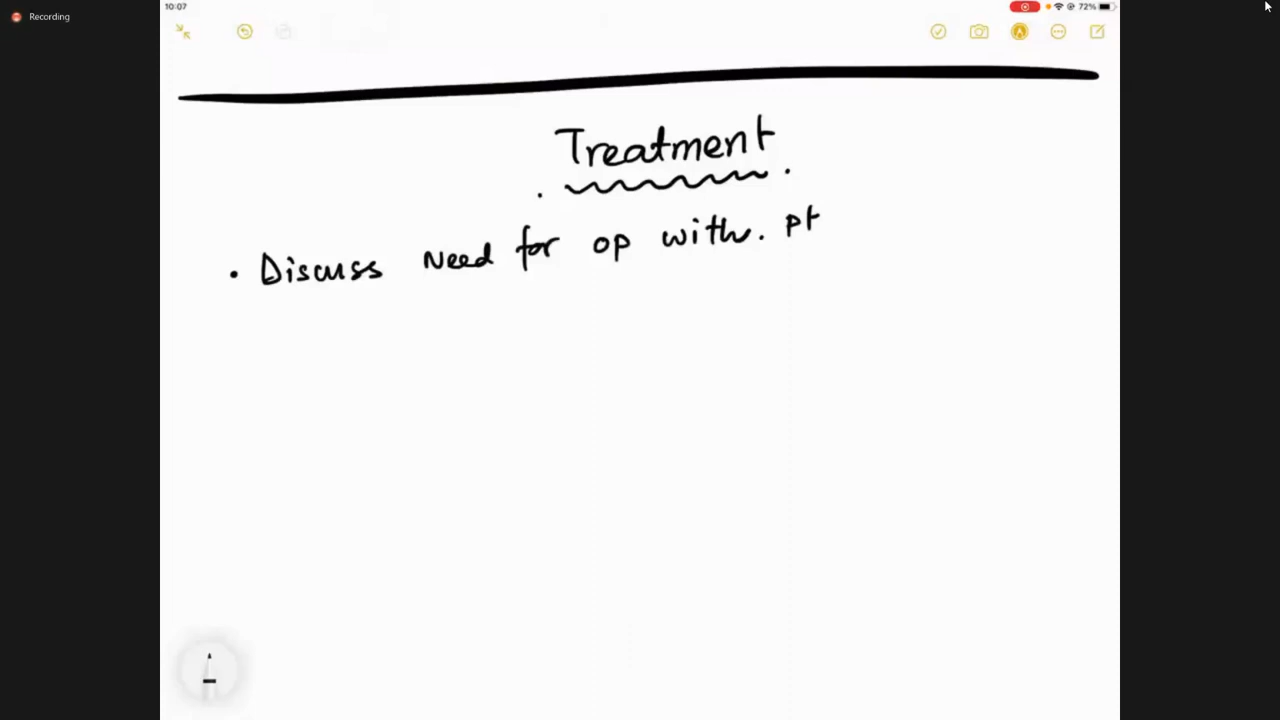 Recording
10:07
72%
Treatment
• Discuss Need for op with. pt